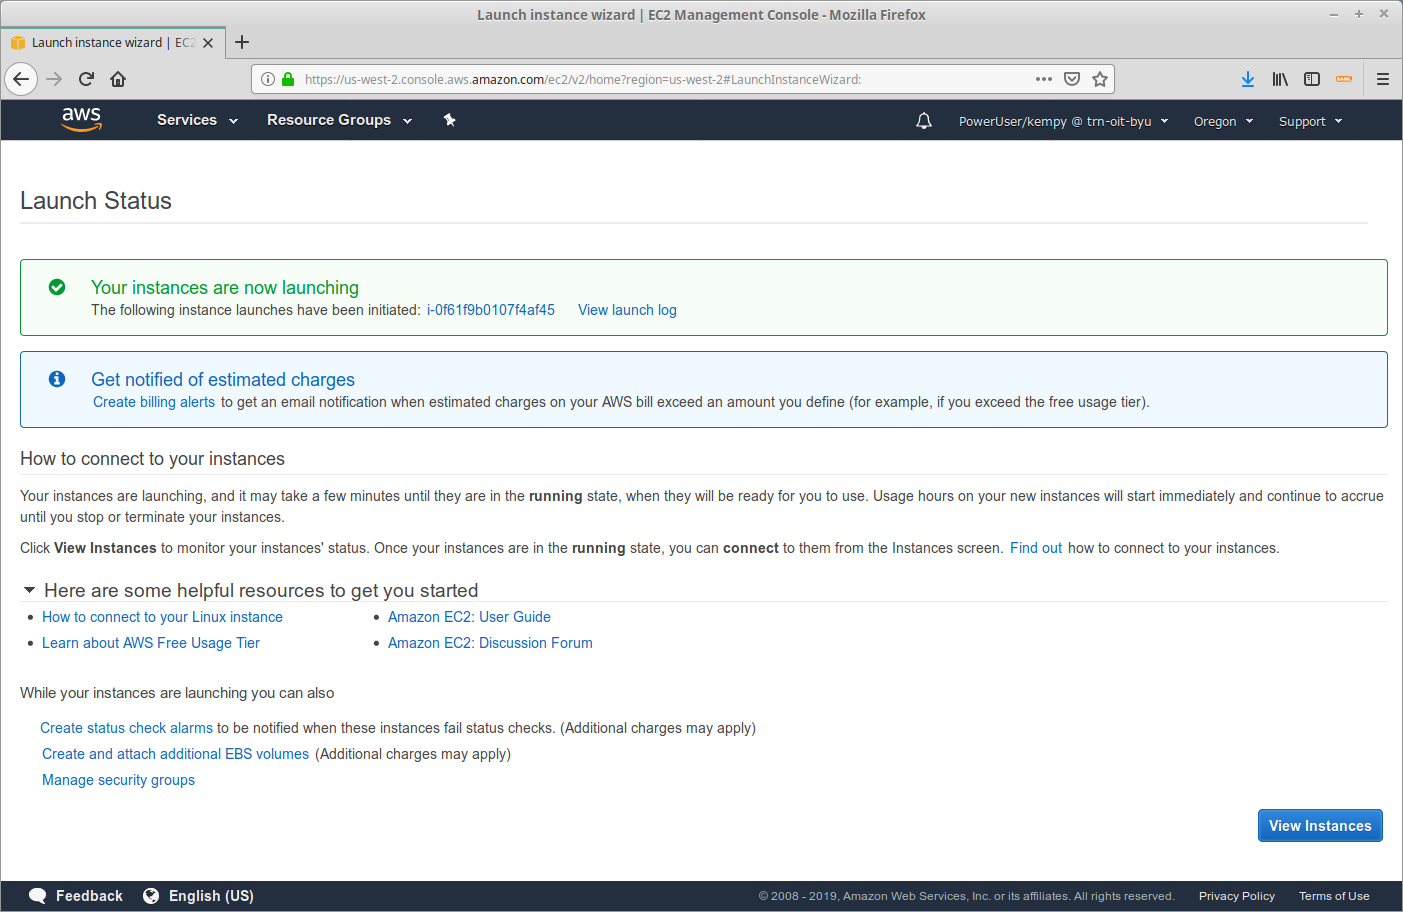 Launch instance wizard | EC2 Management Console - Mozilla Firefox
Launch instance wizard | EC2
https://us-west-2.console.aws.amazon.com/ec2/v2/home?region=us-west-2#LaunchInstanceWizard:
aws Services Resource Groups PowerUser/kempy @ trn-oit-byu Oregon Support
Launch Status
Your instances are now launching
The following instance launches have been initiated: i-0f61f9b0107f4af45 View launch log
Get notified of estimated charges
Create billing alerts to get an email notification when estimated charges on your AWS bill exceed an amount you define (for example, if you exceed the free usage tier).
How to connect to your instances
Your instances are launching, and it may take a few minutes until they are in the running state, when they will be ready for you to use. Usage hours on your new instances will start immediately and continue to accrue
until you stop or terminate your instances.
Click View Instances to monitor your instances' status. Once your instances are in the running state, you can connect to them from the Instances screen. Find out how to connect to your instances.
Here are some helpful resources to get you started
• How to connect to your Linux instance • Amazon EC2: User Guide
• Learn about AWS Free Usage Tier • Amazon EC2: Discussion Forum
While your instances are launching you can also
Create status check alarms to be notified when these instances fail status checks. (Additional charges may apply)
Create and attach additional EBS volumes (Additional charges may apply)
Manage security groups
View Instances
Feedback English (US) © 2008 - 2019, Amazon Web Services, Inc. or its affiliates. All rights reserved. Privacy Policy Terms of Use